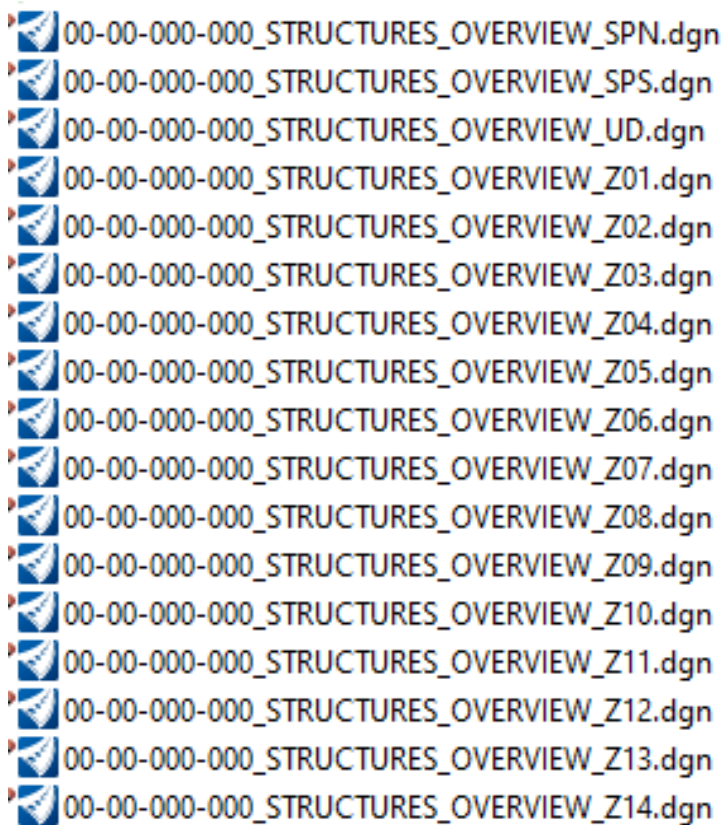 00-00-000-000_STRUCTURES_OVERVIEW_SPN.dgn
00-00-000-000_STRUCTURES_OVERVIEW_SPS.dgn
00-00-000-000_STRUCTURES_OVERVIEW_UD.dgn
00-00-000-000_STRUCTURES_OVERVIEW_Z01.dgn
00-00-000-000_STRUCTURES_OVERVIEW_Z02.dgn
00-00-000-000_STRUCTURES_OVERVIEW_Z03.dgn
00-00-000-000_STRUCTURES_OVERVIEW_Z04.dgn
00-00-000-000_STRUCTURES_OVERVIEW_Z05.dgn
00-00-000-000_STRUCTURES_OVERVIEW_Z06.dgn
00-00-000-000_STRUCTURES_OVERVIEW_Z07.dgn
00-00-000-000_STRUCTURES_OVERVIEW_Z08.dgn
00-00-000-000_STRUCTURES_OVERVIEW_Z09.dgn
00-00-000-000_STRUCTURES_OVERVIEW_Z10.dgn
00-00-000-000_STRUCTURES_OVERVIEW_Z11.dgn
00-00-000-000_STRUCTURES_OVERVIEW_Z12.dgn
00-00-000-000_STRUCTURES_OVERVIEW_Z13.dgn
00-00-000-000_STRUCTURES_OVERVIEW_Z14.dgn